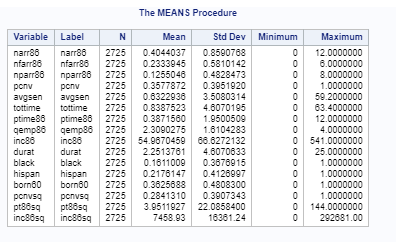 The MEANS Procedure
Variable Label N Mean Std Dev Minimum Maximum
narr86 narr86 2725 0.4044037 0.8590768 0 12.0000000
nfarr86 nfarr86 2725 0.2333945 0.5810142 0 6.0000000
nparr86 nparr86 2725 0.1255046 0.4828473 0 8.0000000
pcnv pcnv 2725 0.3577872 0.3951920 0 1.0000000
avgsen avgsen 2725 0.6322936 3.5080314 0 59.2000000
tottime tottime 2725 0.8387523 4.6070195 0 63.4000000
ptime86 ptime86 2725 0.3871560 1.9500509 0 12.0000000
qemp86 qemp86 2725 2.3090275 1.6104283 0 4.0000000
inc86 inc86 2725 54.9670459 66.6272132 0 541.0000000
durat durat 2725 2.2513761 4.6070633 0 25.0000000
black black 2725 0.1611009 0.3676915 0 1.0000000
hispan hispan 2725 0.2176147 0.4126997 0 1.0000000
born60 born60 2725 0.3625688 0.4808300 0 1.0000000
pcnvsq pcnvsq 2725 0.2841310 0.3907343 0 1.0000000
pt86sq pt86sq 2725 3.9511927 22.0858400 0 144.0000000
inc86sq inc86sq 2725 7458.93 16361.24 0 292681.00